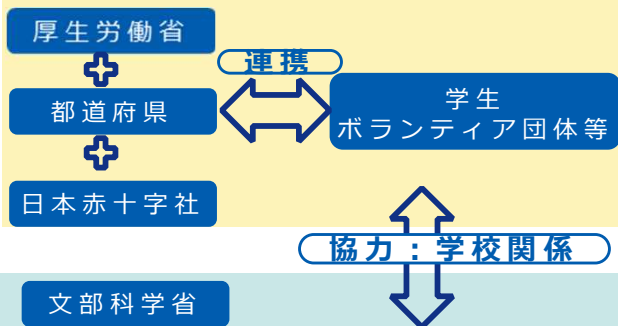 厚生労働省
連携
都道府県
学生
ボランティア団体等
日本赤十字社
協力：学校関係
文部科学省